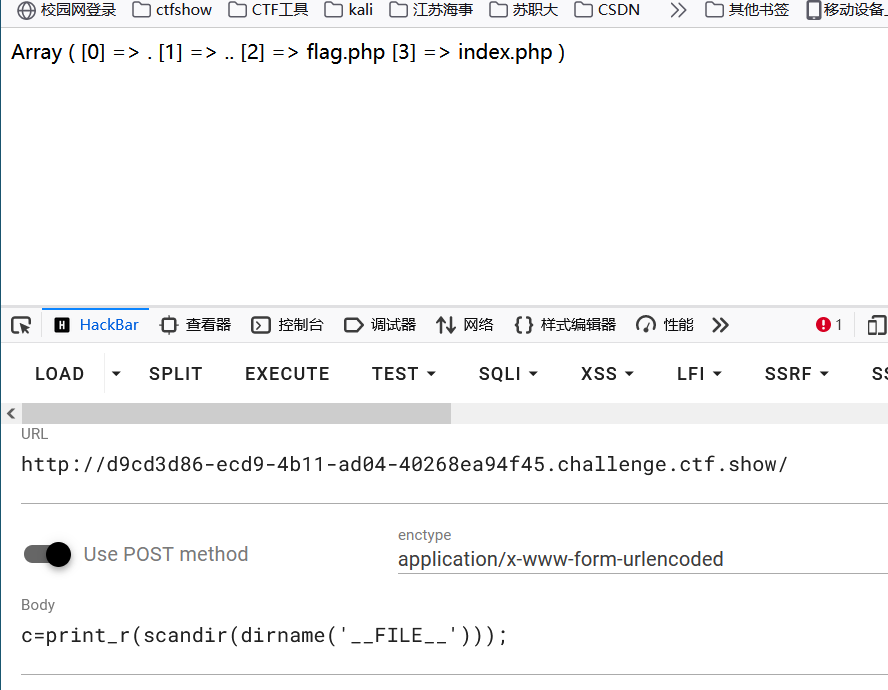 校园网登录 ctfshow CTF工具 kali 江苏海事 苏职大 CSDN 其他书签 移动设备
Array ( [0] => . [1] => .. [2] => flag.php [3] => index.php )
HackBar 查看器 控制台 调试器 网络 样式编辑器 性能 1
LOAD SPLIT EXECUTE TEST SQLI XSS LFI SSRF
URL
http://d9cd3d86-ecd9-4b11-ad04-40268ea94f45.challenge.ctf.show/
Use POST method
enctype
application/x-www-form-urlencoded
Body
c=print_r(scandir(dirname('__FILE__')));